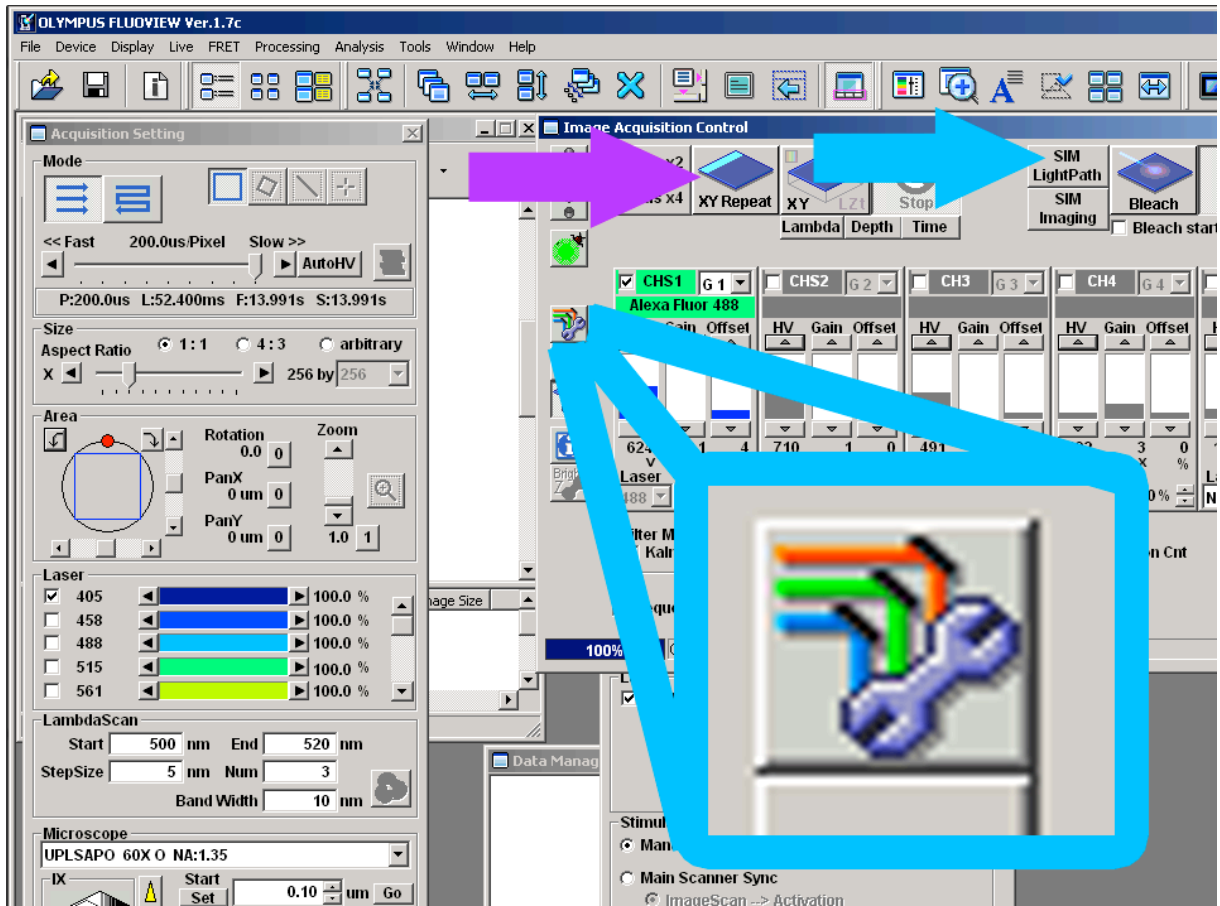 OLYMPUS FLUOVIEW Ver.1.7c
File Device Display Live FRET Processing Analysis Tools Window Help
Acquisition Setting
Mode
<< Fast 200.0us/Pixel Slow >>
AutoHV
P:200.0us L:52.400ms F:13.991s S:13.991s
Size
Aspect Ratio 1:1 4:3 arbitrary
X 256 by 256
Area
Rotation
0.0 0
Zoom
PanX
0 um 0
PanY
0 um 0
1.0 1
Laser
405 100.0 %
458 100.0 %
488 100.0 %
515 100.0 %
561 100.0 %
LambdaScan
Start 500 nm End 520 nm
StepSize 5 nm Num 3
Band Width 10 nm
Microscope
UPLSAPO 60X O NA:1.35
IX
Start
Set 0.10 um Go
Image Acquisition Control
x2
x4
XY Repeat
XY LZt
Stop
Lambda Depth Time
SIM
LightPath
SIM
Imaging
Bleach
Bleach start
CHS1 G 1
Alexa Fluor 488
CHS2 G 2
CH3 G 3
CH4 G 4
Offset
HV Gain Offset
HV Gain Offset
HV Gain Offset
4
710 1 0
491
3 0
V
X %
Laser
488
0%
Size
100%
Data Manag
Main Scanner Sync
ImageScan --> Activation